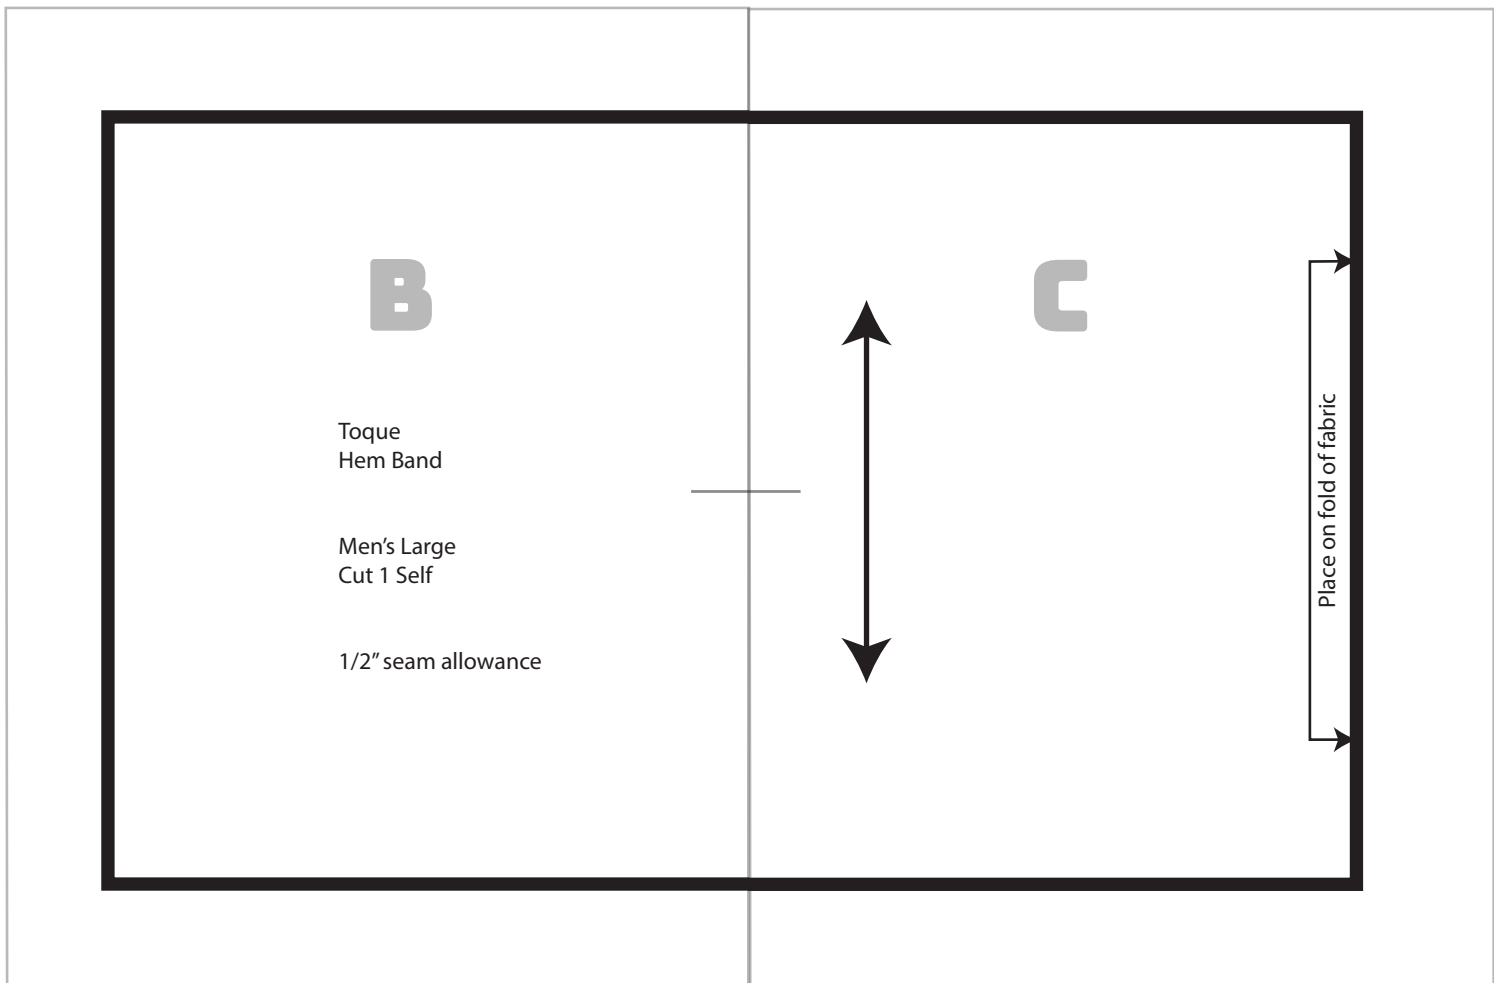 B
C
Toque
Hem Band
Men’s Large
Cut 1 Self
1/2” seam allowance
Place on fold of fabric